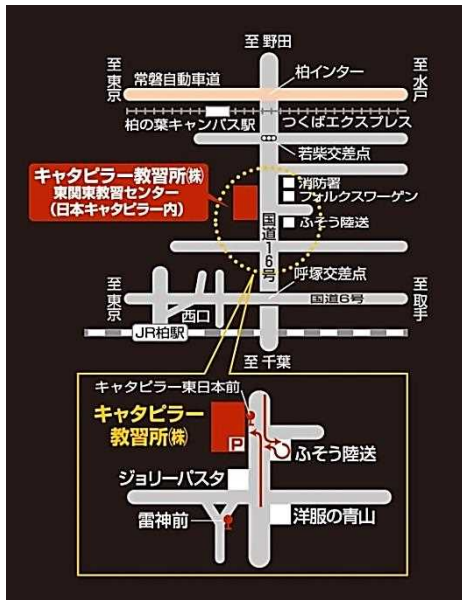 至野田
至東京
常磐自動車道
柏インター
至水戸
柏の葉キャンパス駅
つくばエクスプレス
若柴交差点
キャタピラー教習所㈱
東関東教習センター
(日本キャタピラー内)
消防署
フォルクスワーゲン
ふそう陸送
国道16号
呼塚交差点
至東京
西口
国道6号
至取手
JR柏駅
至千葉
キャタピラー東日本前
キャタピラー
教習所㈱
P
ふそう陸送
ジョリーパスタ
雷神前
洋服の青山